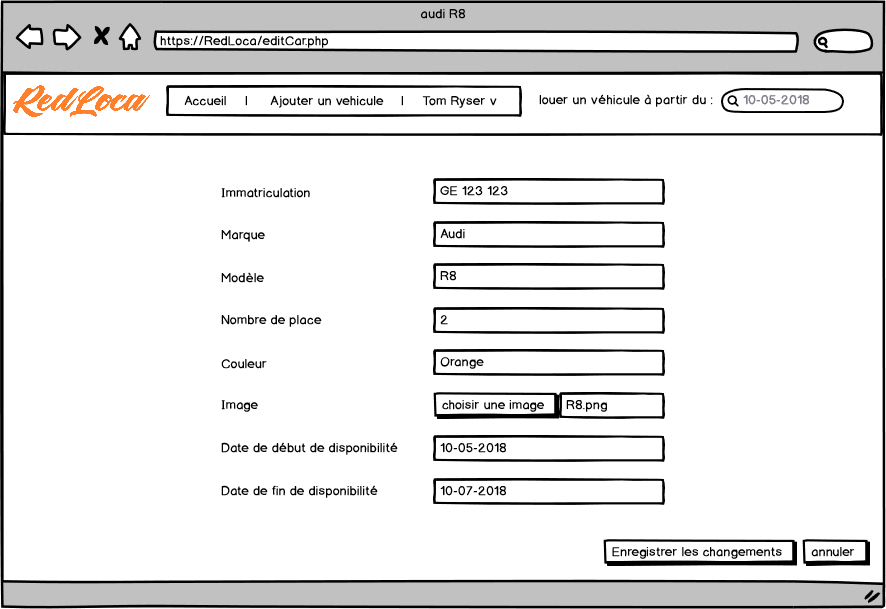 audi R8
https://RedLoca/editCar.php
RedLoca
Accueil | Ajouter un vehicule | Tom Ryser v
louer un véhicule à partir du : 10-05-2018
Immatriculation GE 123 123
Marque Audi
Modèle R8
Nombre de place 2
Couleur Orange
Image choisir une image R8.png
Date de début de disponibilité 10-05-2018
Date de fin de disponibilité 10-07-2018
Enregistrer les changements annuler